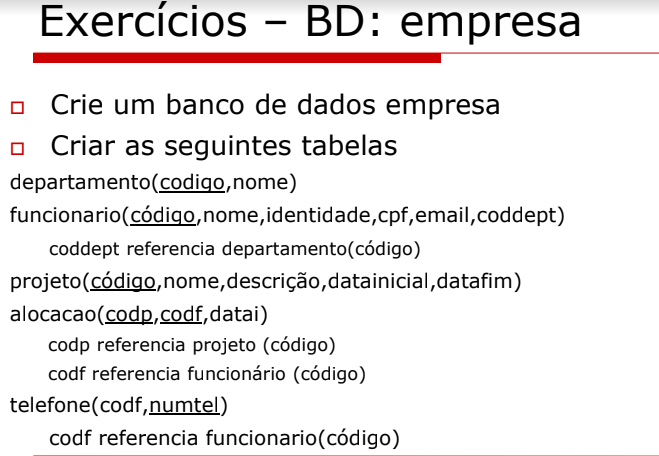 Exercícios – BD: empresa
Crie um banco de dados empresa
Criar as seguintes tabelas
departamento(codigo,nome)
funcionario(código,nome,identidade,cpf,email,coddept)
coddept referencia departamento(código)
projeto(código,nome,descrição,datainicial,datafim)
alocacao(codp,codf,datai)
codp referencia projeto (código)
codf referencia funcionário (código)
telefone(codf,numtel)
codf referencia funcionario(código)